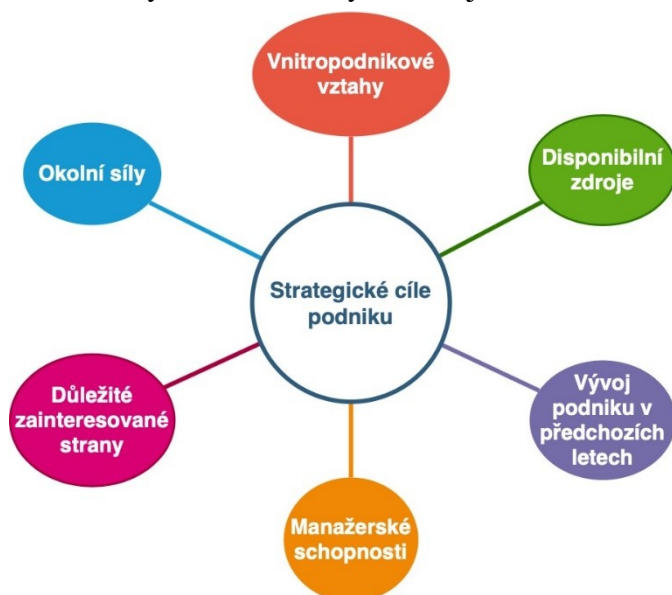 Vnitropodnikové
vztahy
Okolní síly
Disponibilní
zdroje
Strategické cíle
podniku
Důležité
zainteresované
strany
Vývoj
podniku v
předchozích
letech
Manažerské
schopnosti